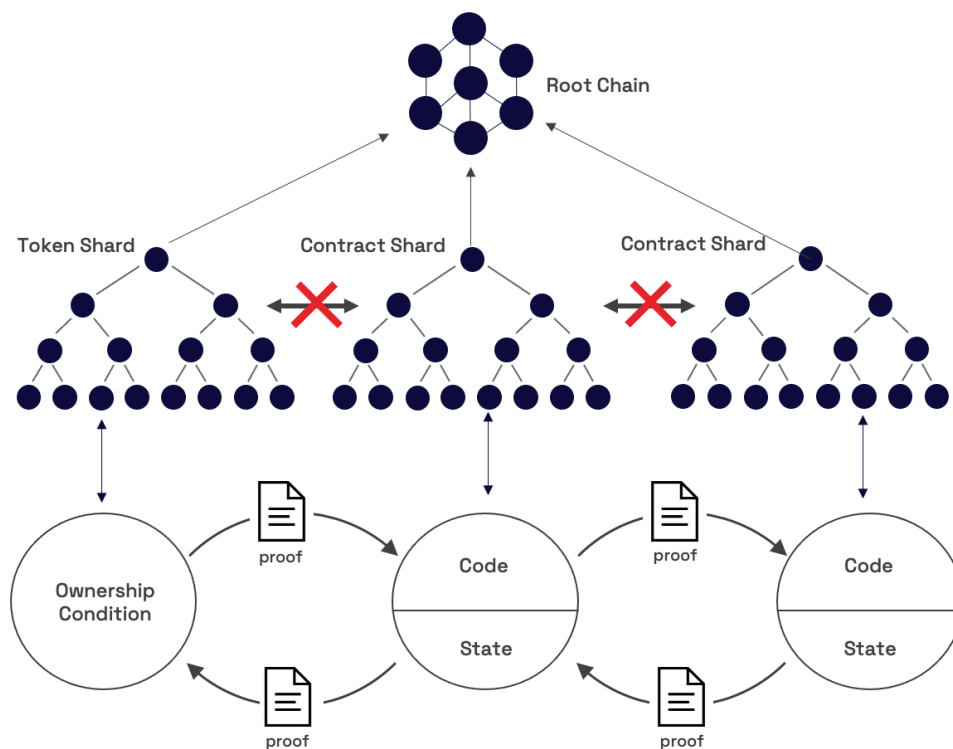 Root Chain
Token Shard
Contract Shard
Contract Shard
proof
proof
Ownership
Condition
Code
State
Code
State
proof
proof